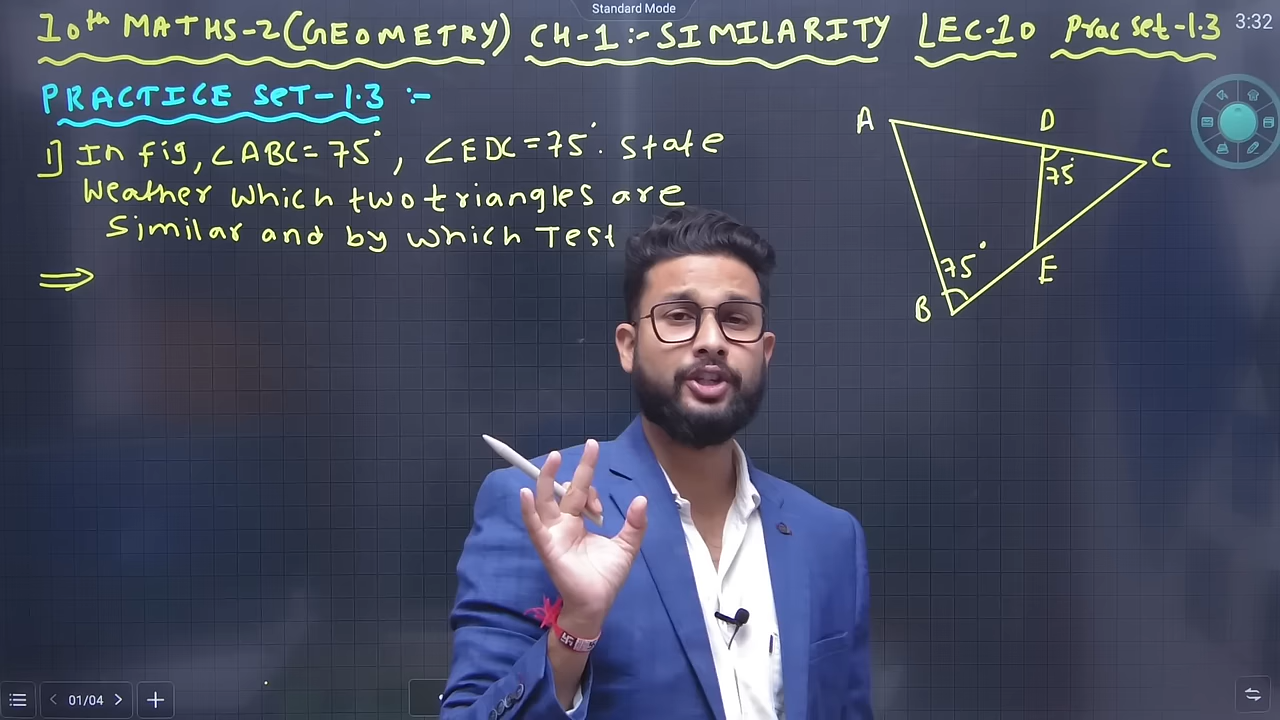 Standard Mode
3:32
10th MATHS-2(GEOMETRY) CH-1:- SIMILARITY LEC-10 Prac Set-1.3
PRACTICE SET-1.3 :-
1] In fig, ∠ABC=75°, ∠EDC=75°. State
Weather which two triangles are
Similar and by which Test
⇒
A
D
C
75°
75°
E
B
01/04